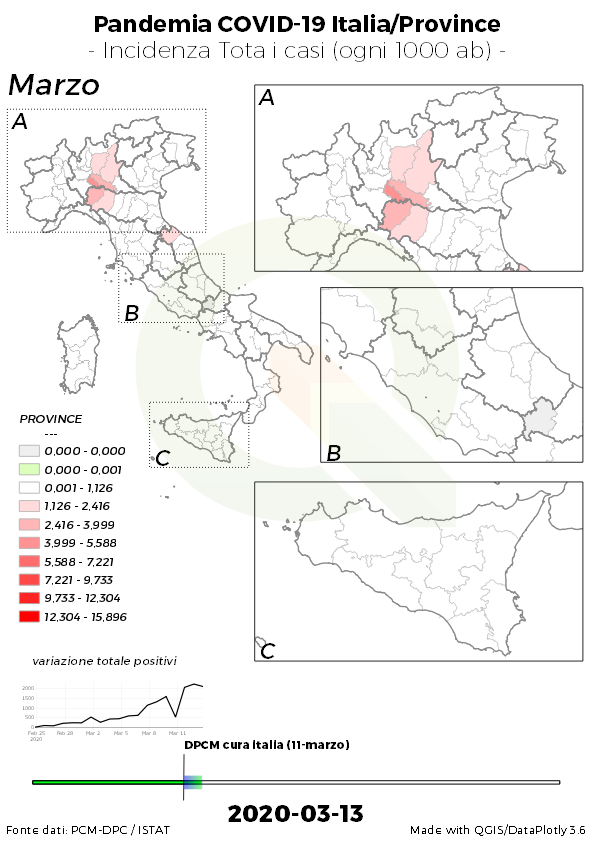 Pandemia COVID-19 Italia/Province
- Incidenza Tota i casi (ogni 1000 ab) -
Marzo
A
A
B
B
C
C
PROVINCE
---
0,000 - 0,000
0,000 - 0,001
0,001 - 1,126
1,126 - 2,416
2,416 - 3,999
3,999 - 5,588
5,588 - 7,221
7,221 - 9,733
9,733 - 12,304
12,304 - 15,896
variazione totale positivi
2000
1500
1000
500
0
Feb 25 Feb 28 Mar 2 Mar 5 Mar 8 Mar 11
2020
DPCM cura italia (11-marzo)
2020-03-13
Fonte dati: PCM-DPC / ISTAT
Made with QGIS/DataPlotly 3.6